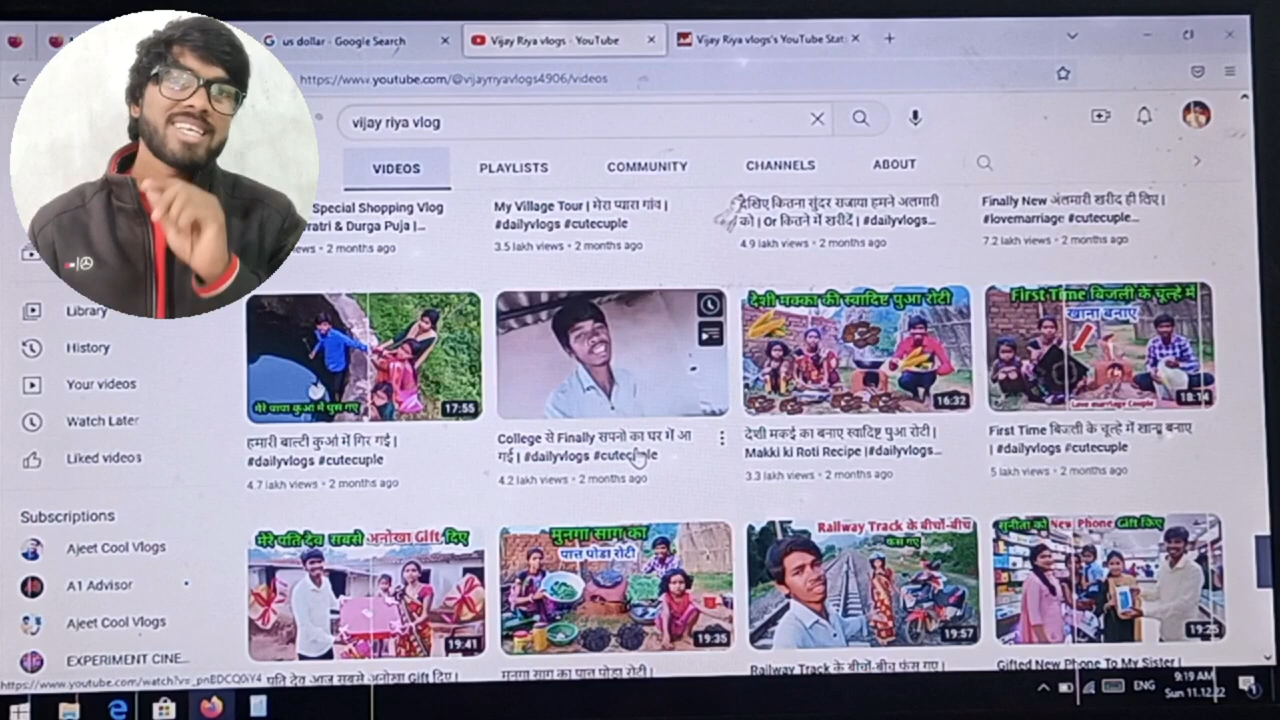 us dollar - Google Search
Vijay Riya vlogs - YouTube
Vijay Riya vlogs's YouTube Stat
https://www.youtube.com/@vijayriyavlogs4906/videos
vijay riya vlog
VIDEOS
PLAYLISTS
COMMUNITY
CHANNELS
ABOUT
Special Shopping Vlog
& Durga Puja |...
2 months ago
My Village Tour | मेरा प्यारा गांव |
#dailyvlogs #cutecuple
3.5 lakh views • 2 months ago
देखिए कितना सुंदर सजाया हमने अलमारी
को | Or कितने में खरीदें | #dailyvlogs...
4.9 lakh views • 2 months ago
Finally New अलमारी खरीद ही लिए |
#lovemarriage #cutecuple...
7.2 lakh views • 2 months ago
Library
History
Your videos
Watch Later
Liked videos
Subscriptions
Ajeet Cool Vlogs
A1 Advisor
Ajeet Cool Vlogs
EXPERIMENT CINE...
मेरे पापा कुआ में घुस गए
17:55
हमारी बाल्टी कुआं में गिर गई |
#dailyvlogs #cutecuple
4.7 lakh views • 2 months ago
College से Finally सपनो का घर में आ
गई | #dailyvlogs #cutecuple
4.2 lakh views • 2 months ago
देशी मक्का की स्वादिष्ट पुआ रोटी
16:32
देशी मकई का बनाए स्वादिष्ट पुआ रोटी |
Makki ki Roti Recipe |#dailyvlogs...
3.3 lakh views • 2 months ago
First Time बिजली के चूल्हे में
खाना बनाए
Love marriage Couple
18:14
First Time बिजली के चूल्हे में खाना बनाए
| #dailyvlogs #cutecuple
5 lakh views • 2 months ago
मेरे पति देव सबसे अनोखा Gift दिए
19:41
पति देव आज सबसे अनोखा Gift दिए |
मुनगा साग का
पात पोड़ा रोटी
19:35
मुनगा साग का पात पोड़ा रोटी |
Railway Track के बीचों-बीच
फंस गए
19:57
Railway Track के बीचों-बीच फंस गए |
सुनीता को New Phone Gift किए
19:25
Gifted New Phone To My Sister |
ENG
9:19 AM
Sun 11.12.22